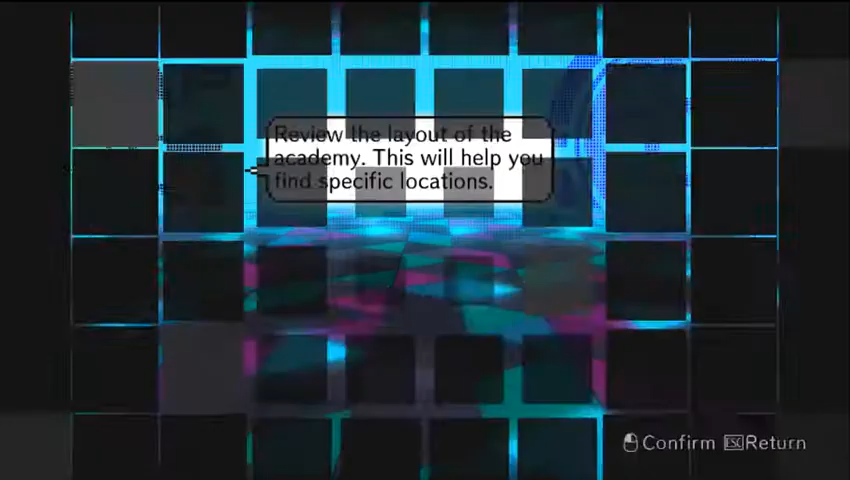 Review the layout of the
academy. This will help you
find specific locations.
Confirm ESC Return